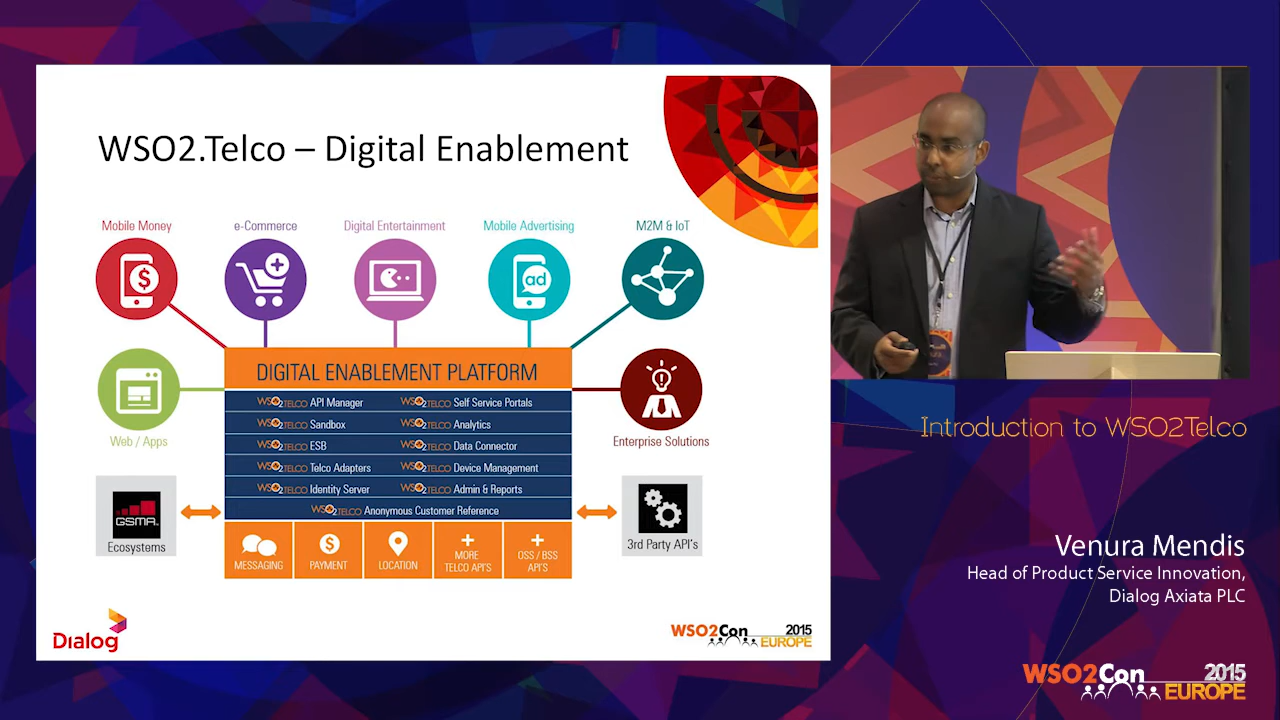 WSO2.Telco – Digital Enablement
Mobile Money
e-Commerce
Digital Entertainment
Mobile Advertising
M2M & IoT
$
ad
DIGITAL ENABLEMENT PLATFORM
WSO2TELCO API Manager
WSO2TELCO Self Service Portals
WSO2TELCO Sandbox
WSO2TELCO Analytics
WSO2TELCO ESB
WSO2TELCO Data Connector
WSO2TELCO Telco Adapters
WSO2TELCO Device Management
WSO2TELCO Identity Server
WSO2TELCO Admin & Reports
WSO2TELCO Anonymous Customer Reference
Web / Apps
Enterprise Solutions
GSMA
Ecosystems
3rd Party API's
$
MESSAGING
PAYMENT
LOCATION
+
MORE
TELCO API'S
+
OSS / BSS
API'S
Dialog
WSO2Con 2015
EUROPE
Introduction to WSO2Telco
Venura Mendis
Head of Product Service Innovation,
Dialog Axiata PLC
WSO2Con 2015
EUROPE